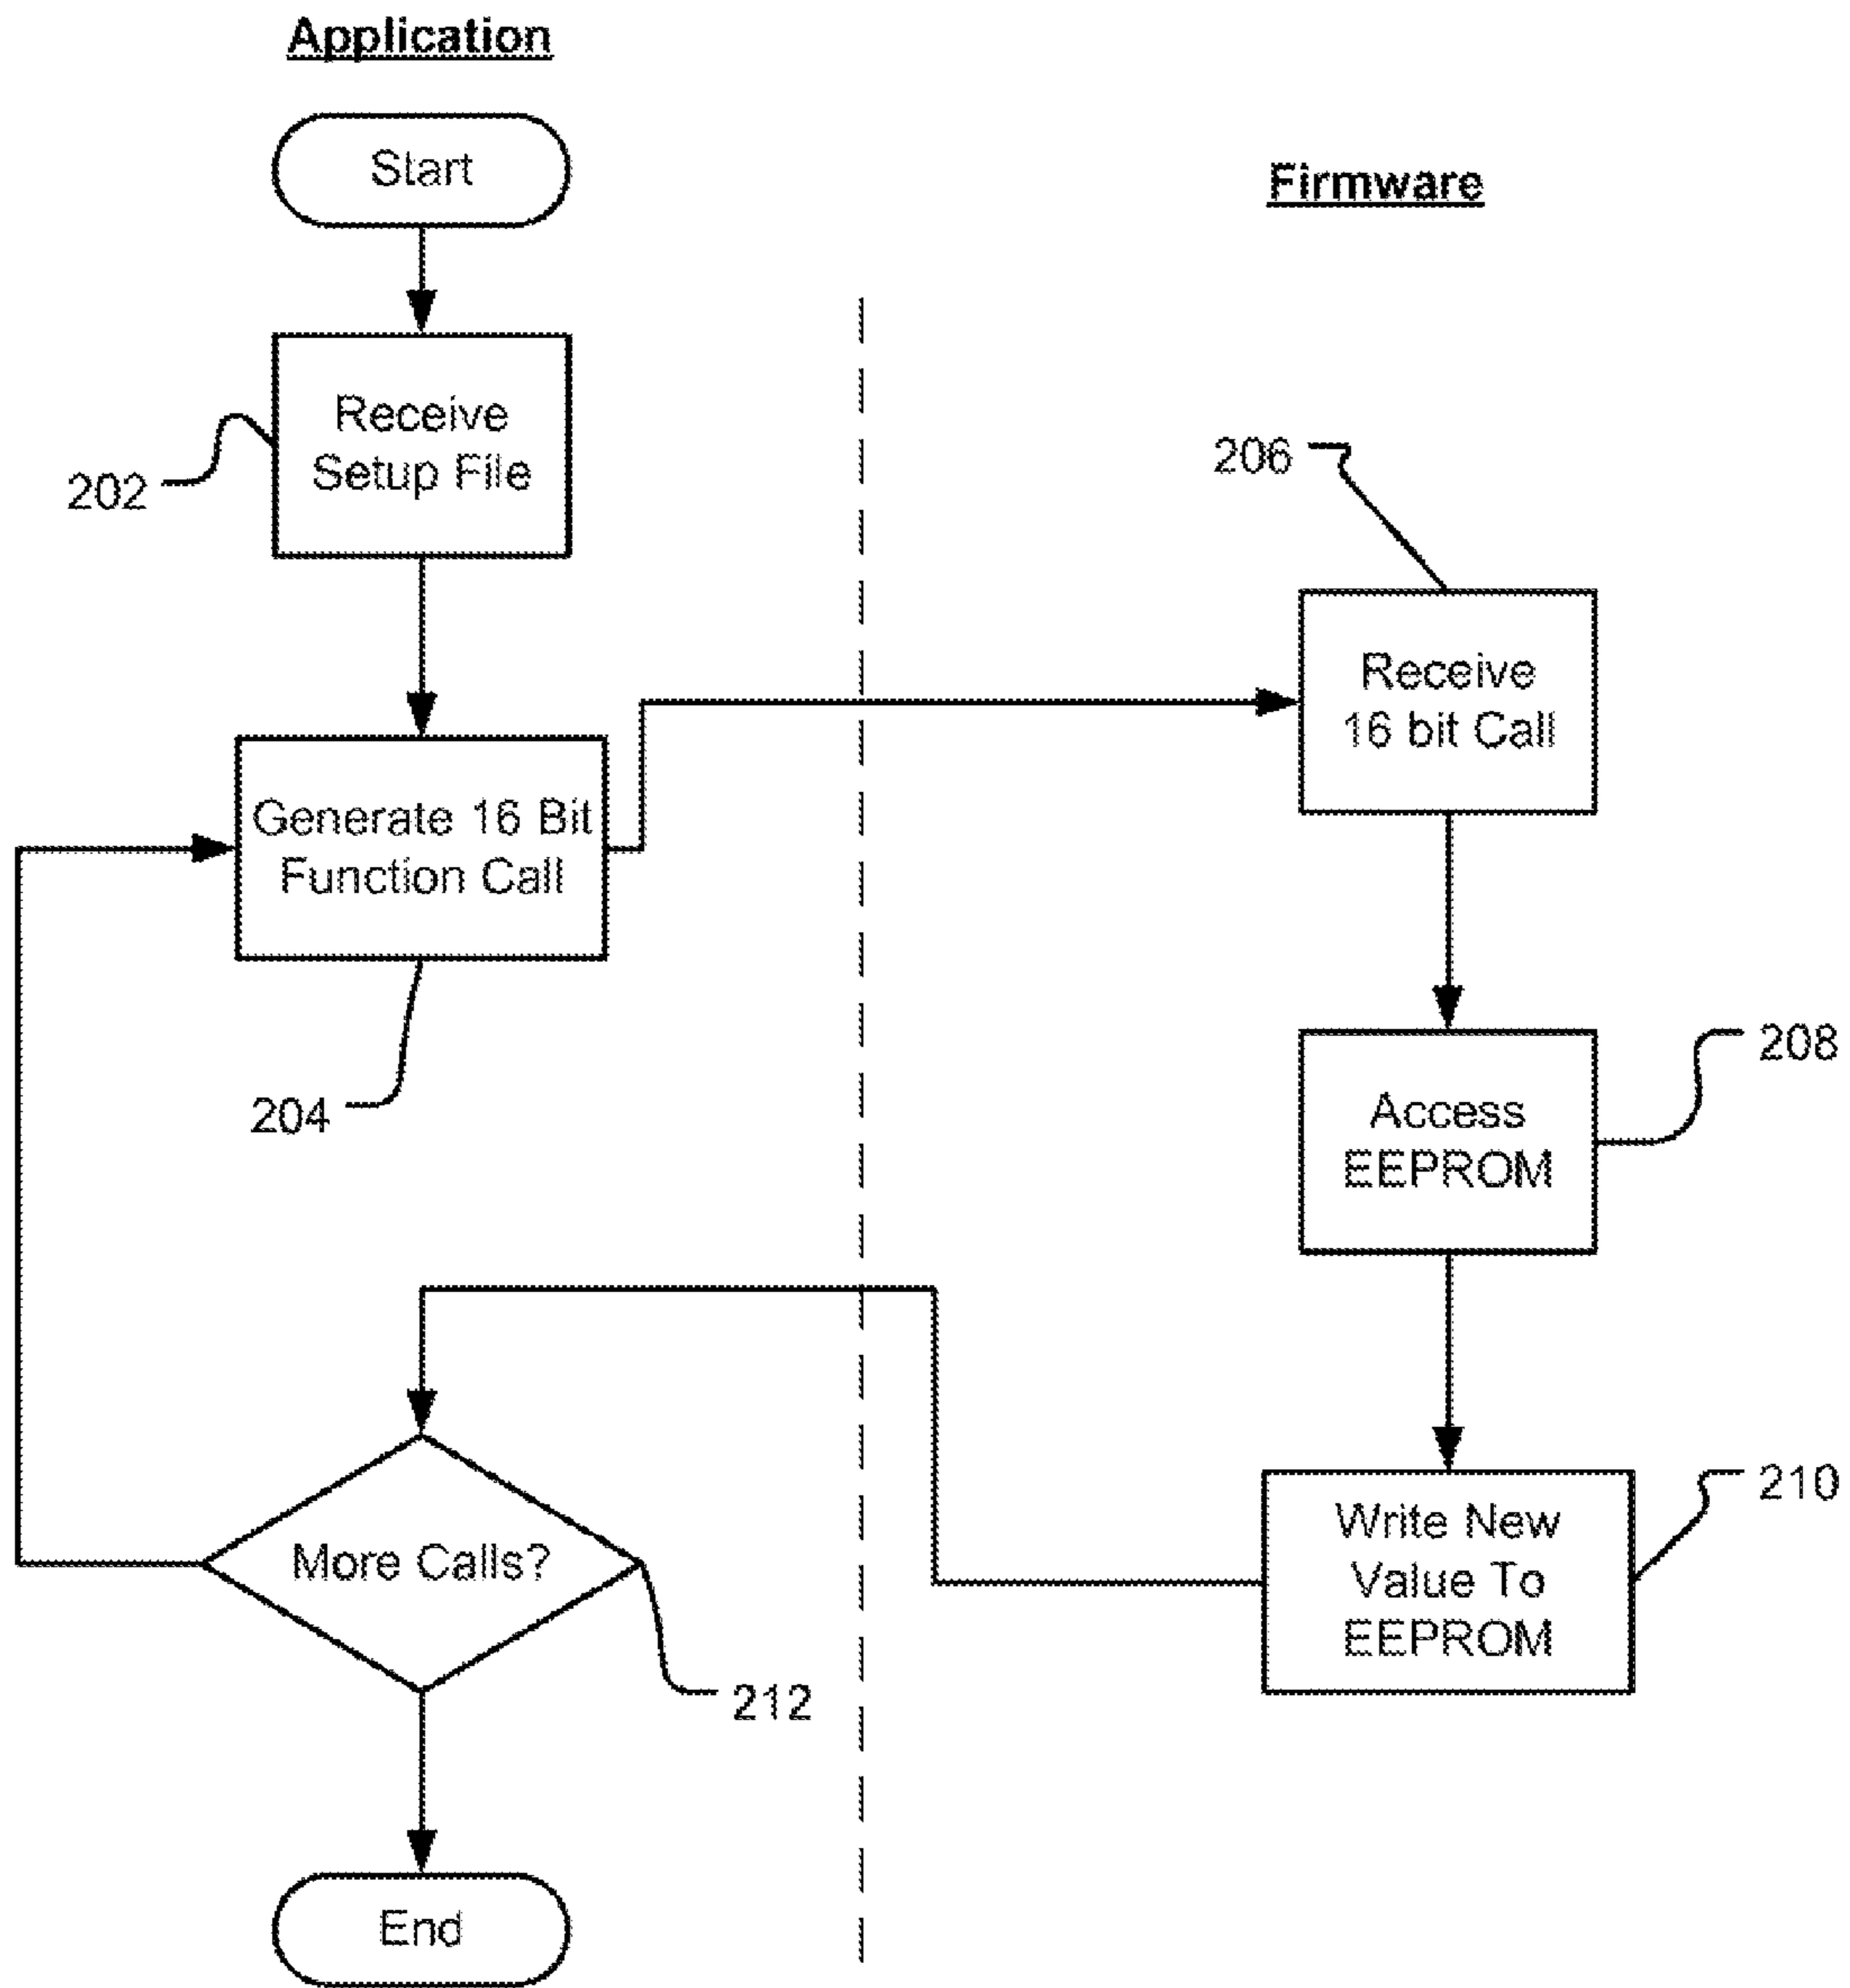 Application
Start
Receive
Setup File
202
Generate 16 Bit
Function Call
204
Firmware
206
Receive
16 bit Call
Access
EEPROM
208
Write New
Value To
EEPROM
210
More Calls?
212
End